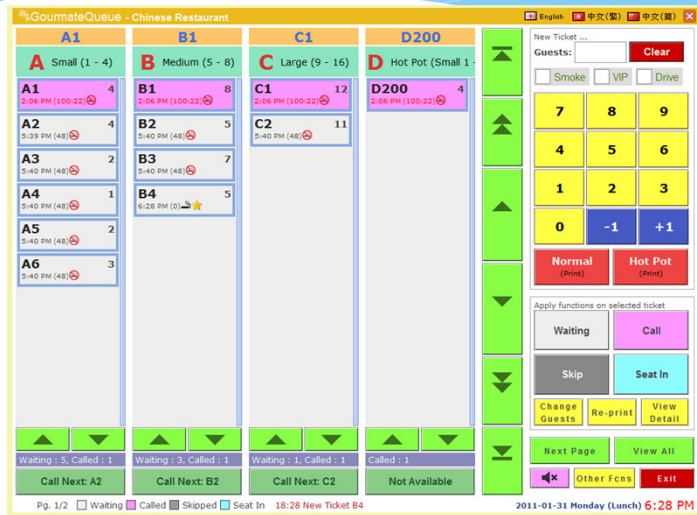 GourmateQueue - Chinese Restaurant
English 中文(繁) 中文(简)
A1 B1 C1 D200
A Small (1 - 4)
B Medium (5 - 8)
C Large (9 - 16)
D Hot Pot (Small 1 -
A1 4
2:06 PM (100:22)
A2 4
5:39 PM (48)
A3 2
5:40 PM (48)
A4 1
5:40 PM (48)
A5 2
5:40 PM (48)
A6 3
5:40 PM (48)
B1 8
2:06 PM (100:22)
B2 5
5:40 PM (48)
B3 7
5:40 PM (48)
B4 5
6:28 PM (0)
C1 12
2:06 PM (100:22)
C2 11
5:40 PM (48)
D200 4
2:06 PM (100:22)
Waiting : 5, Called : 1
Waiting : 3, Called : 1
Waiting : 1, Called : 1
Called : 1
Call Next: A2
Call Next: B2
Call Next: C2
Not Available
New Ticket ...
Guests: Clear
Smoke VIP Drive
7 8 9
4 5 6
1 2 3
0 -1 +1
Normal
(Print)
Hot Pot
(Print)
Apply functions on selected ticket
Waiting Call
Skip Seat In
Change
Guests
Re-print
View
Detail
Next Page View All
Other Fcns Exit
Pg. 1/2 Waiting Called Skipped Seat In 18:28 New Ticket B4
2011-01-31 Monday (Lunch) 6:28 PM